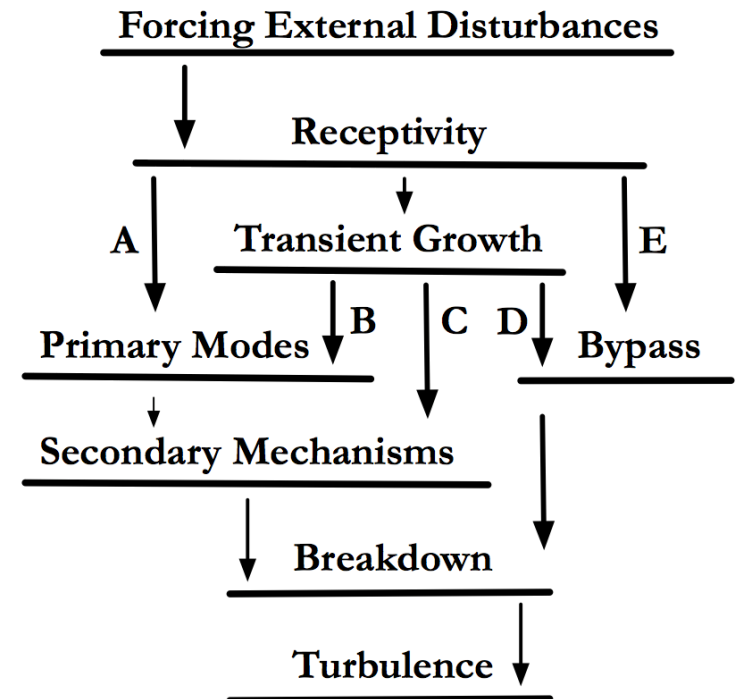 Forcing External Disturbances
Receptivity
A
Transient Growth
E
B
C
D
Primary Modes
Bypass
Secondary Mechanisms
Breakdown
Turbulence